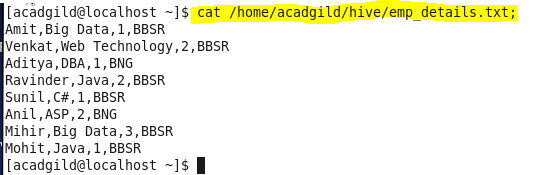 [acadgild@localhost ~]$ cat /home/acadgild/hive/emp_details.txt;
Amit,Big Data,1,BBSR
Venkat,Web Technology,2,BBSR
Aditya,DBA,1,BNG
Ravinder,Java,2,BBSR
Sunil,C#,1,BBSR
Anil,ASP,2,BNG
Mihir,Big Data,3,BBSR
Mohit,Java,1,BBSR
[acadgild@localhost ~]$